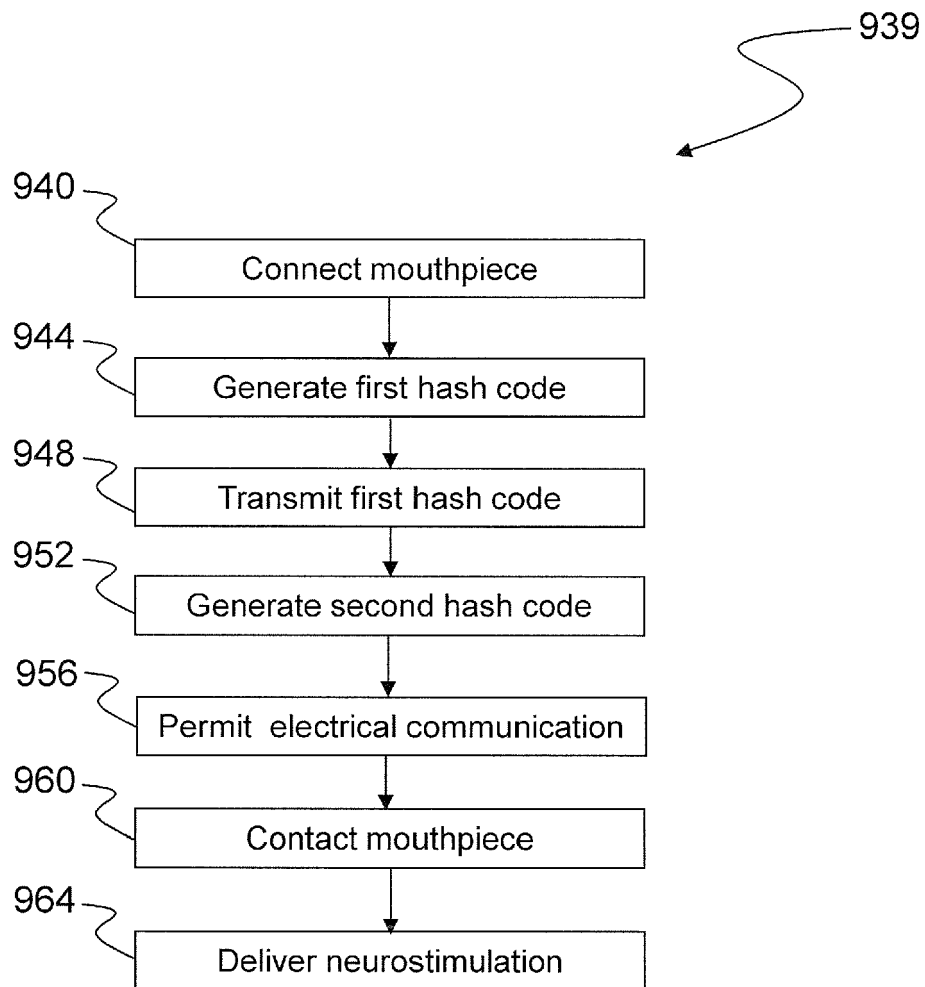 939
940
Connect mouthpiece
944
Generate first hash code
948
Transmit first hash code
952
Generate second hash code
956
Permit electrical communication
960
Contact mouthpiece
964
Deliver neurostimulation